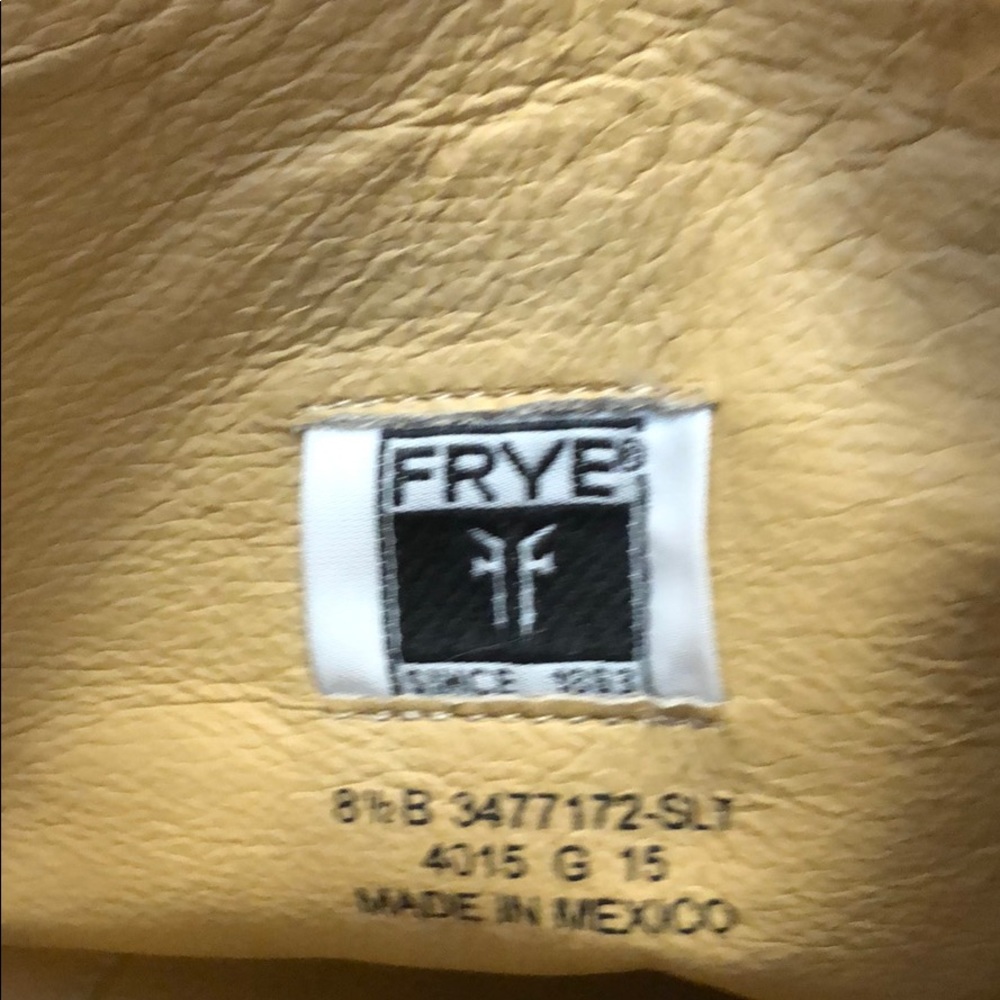 FRYE®
SINCE 1863
8½B 3477172-SLT
4015 G 15
MADE IN MEXICO